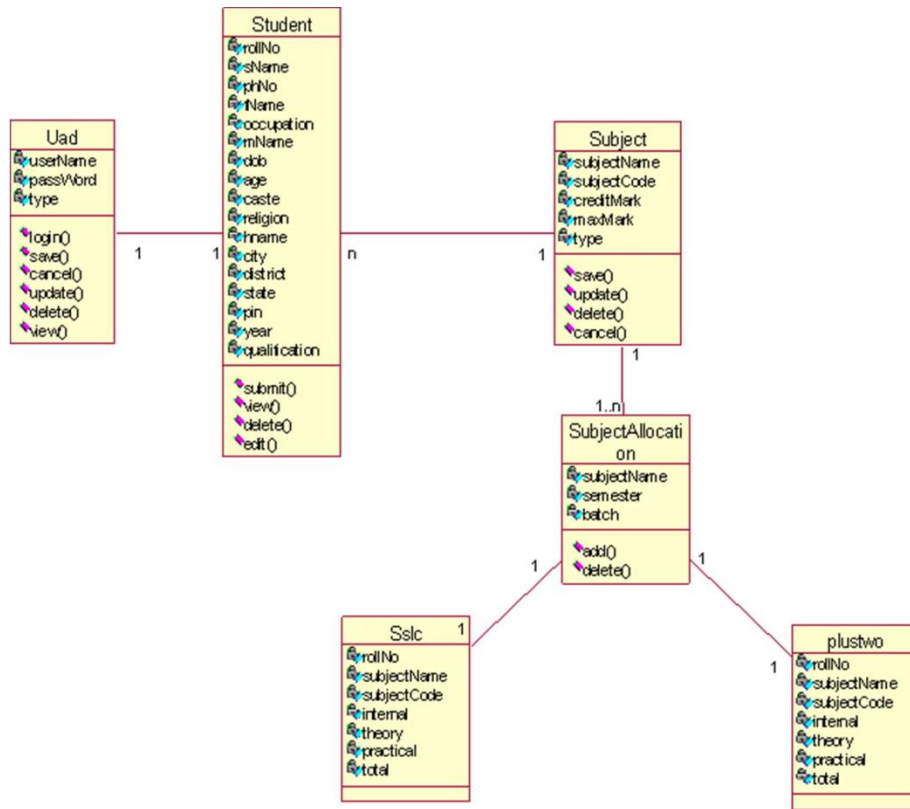 Student
rollNo
sName
phNo
fName
occupation
mName
dob
age
caste
religion
hname
city
district
state
pin
year
qualification
submit()
view()
delete()
edit()
Uad
userName
passWord
type
login()
save()
cancel()
update()
delete()
view()
1
1
n
1
Subject
subjectName
subjectCode
creditMark
maxMark
type
save()
update()
delete()
cancel()
1
1..n
SubjectAllocati
on
subjectName
semester
batch
add()
delete()
1
1
1
1
Sslc
rollNo
subjectName
subjectCode
internal
theory
practical
total
plustwo
rollNo
subjectName
subjectCode
internal
theory
practical
total